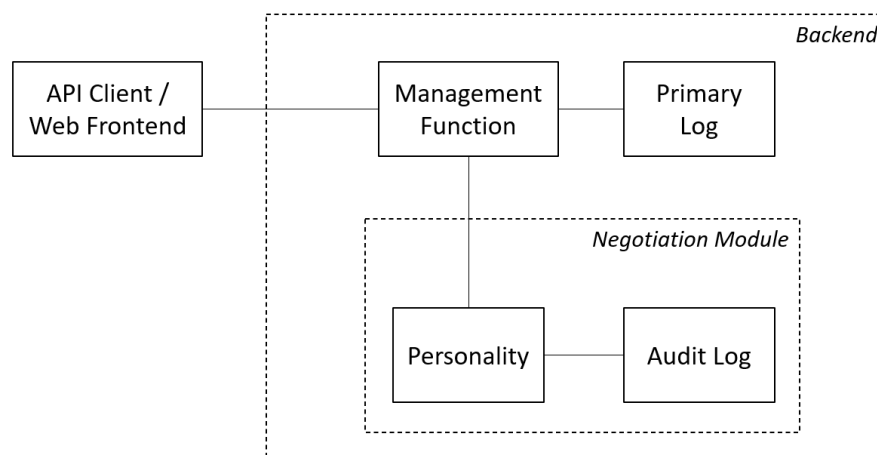 Backend
API Client /
Web Frontend
Management
Function
Primary
Log
Negotiation Module
Personality
Audit Log